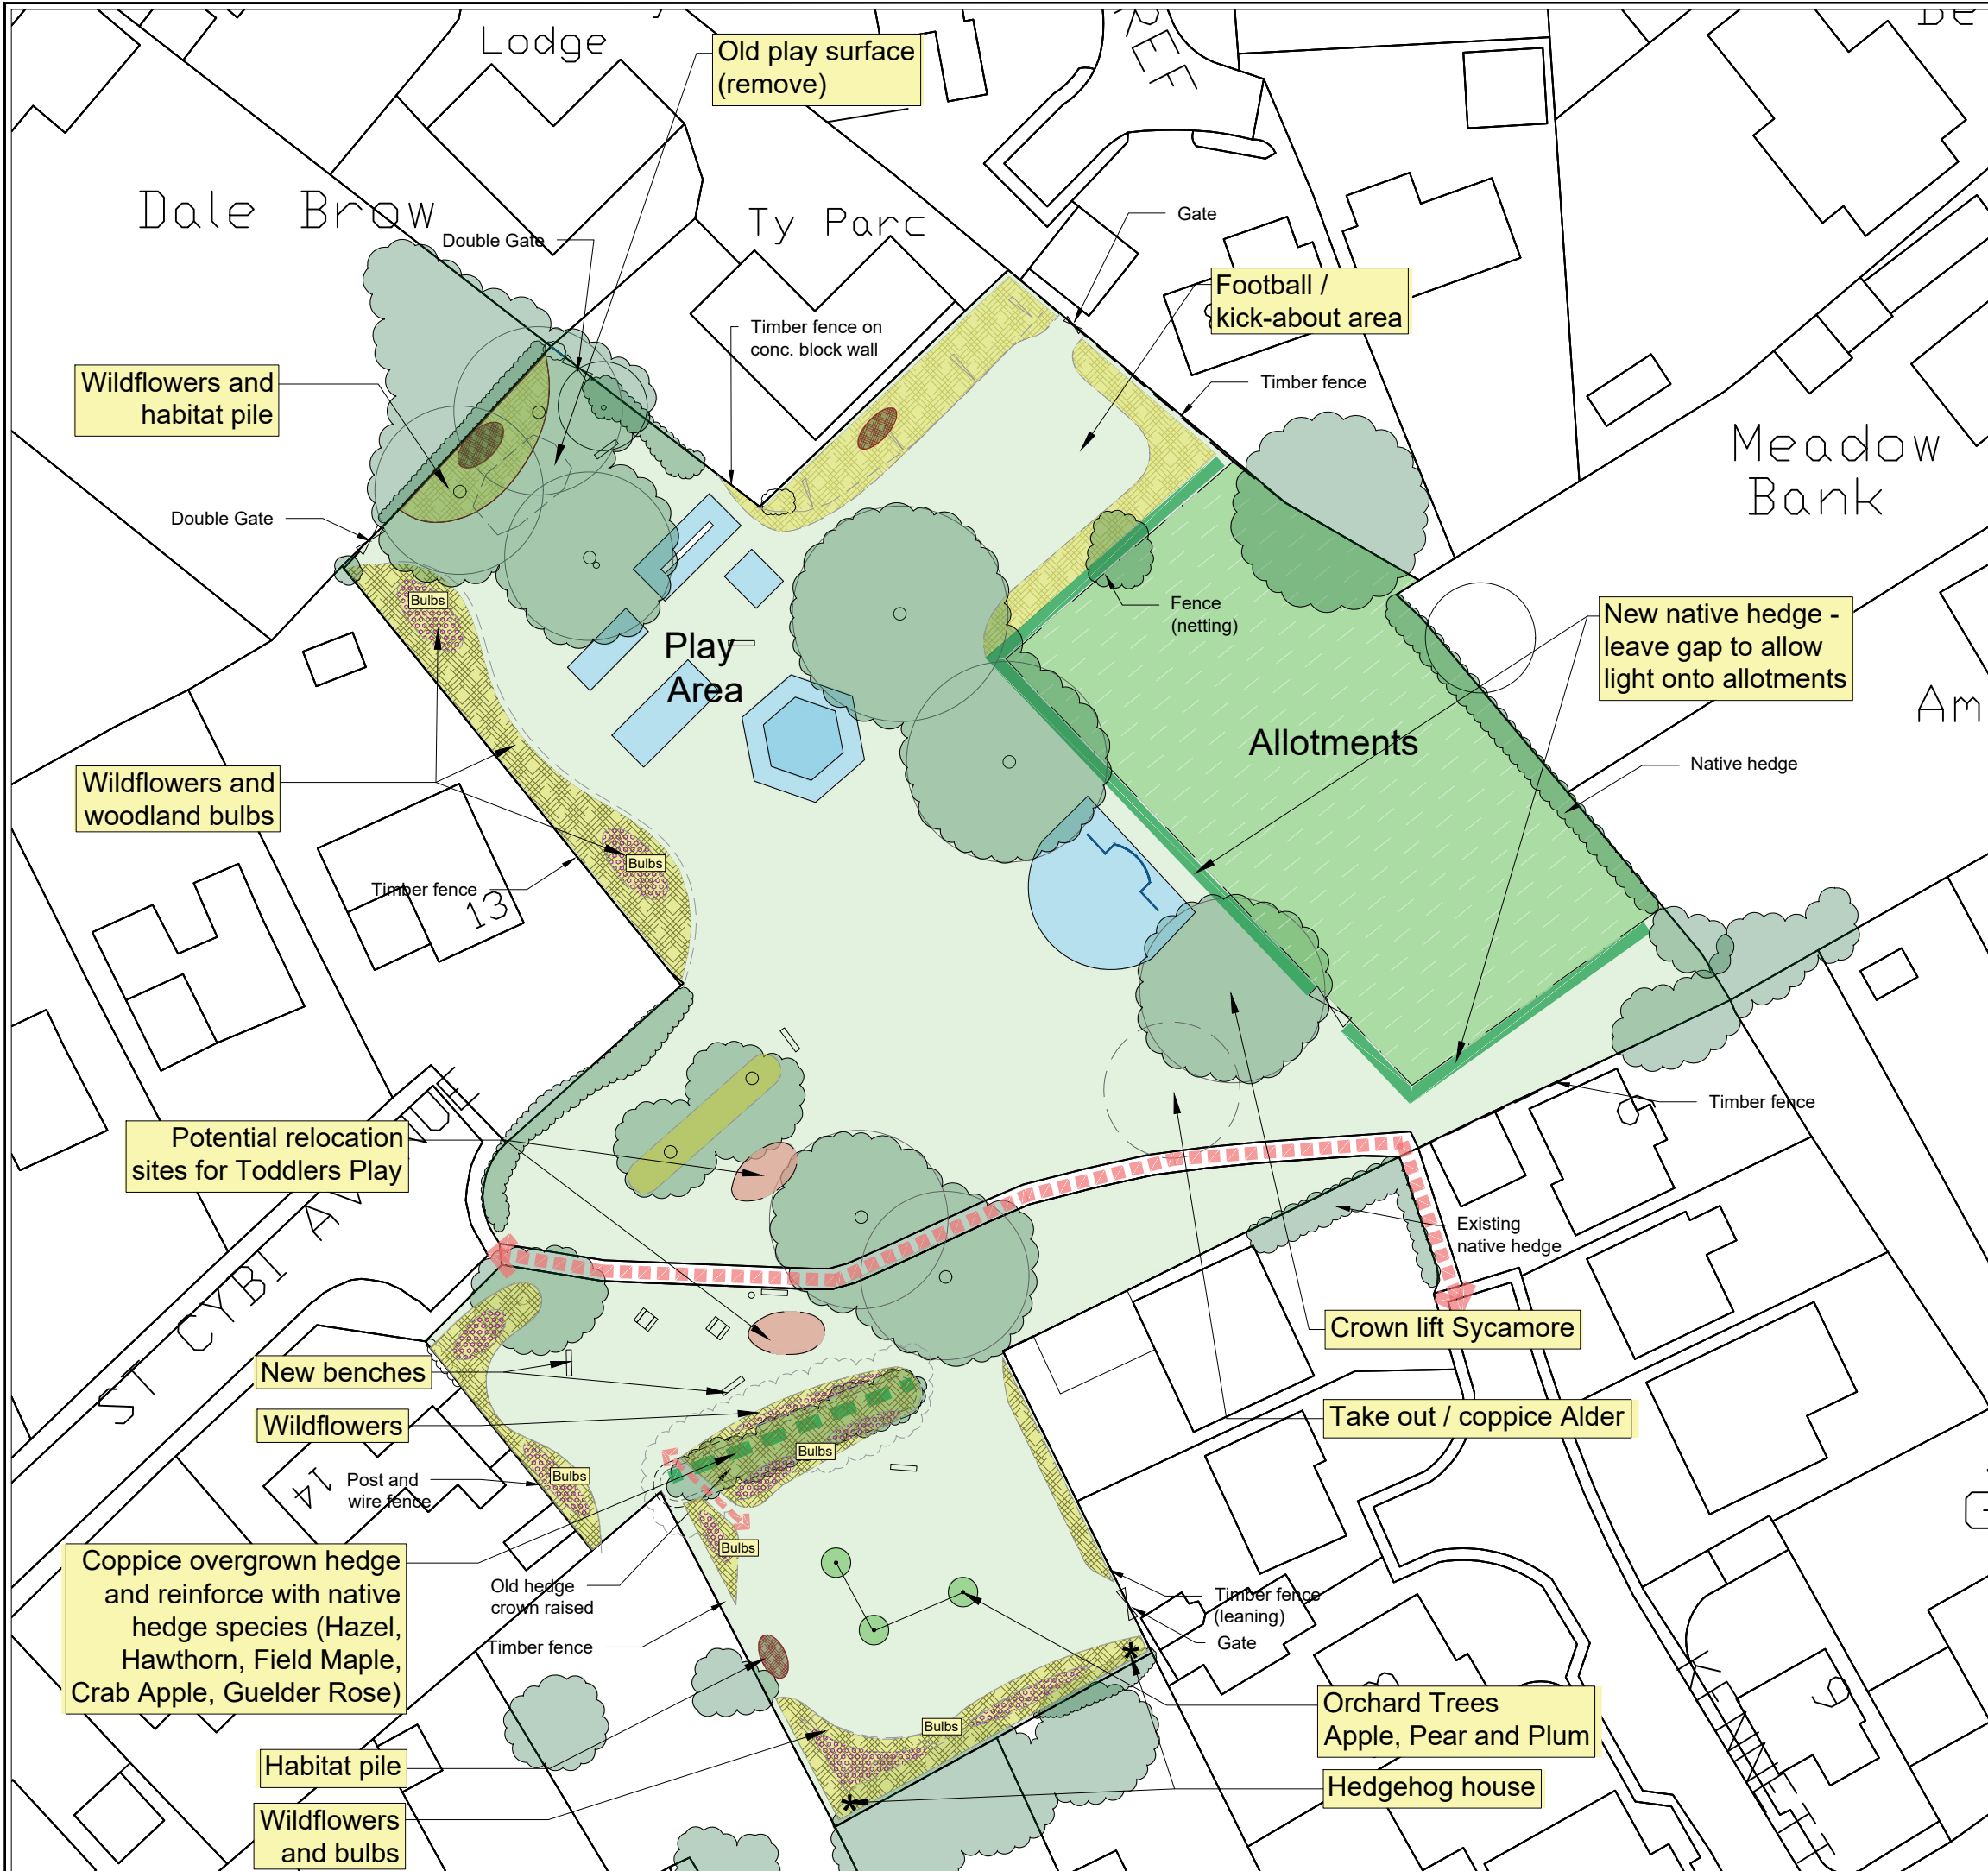 Lodge
Old play surface
(remove)
Dale Brow
Double Gate
Ty Parc
Gate
Football /
kick-about area
Timber fence on
conc. block wall
Timber fence
Wildflowers and
habitat pile
Meadow
Bank
Double Gate
Bulbs
Fence
(netting)
New native hedge -
leave gap to allow
light onto allotments
Play
Area
Allotments
Am
Native hedge
Wildflowers and
woodland bulbs
Bulbs
Timber fence
13
Timber fence
Potential relocation
sites for Toddlers Play
Existing
native hedge
ST CYBI AVENUE
Crown lift Sycamore
New benches
Wildflowers
Take out / coppice Alder
Bulbs
Bulbs
14
Post and
wire fence
Bulbs
Coppice overgrown hedge
and reinforce with native
hedge species (Hazel,
Hawthorn, Field Maple,
Crab Apple, Guelder Rose)
Old hedge
crown raised
Timber fence
(leaning)
Timber fence
Gate
Orchard Trees
Apple, Pear and Plum
Bulbs
Habitat pile
Hedgehog house
Wildflowers
and bulbs